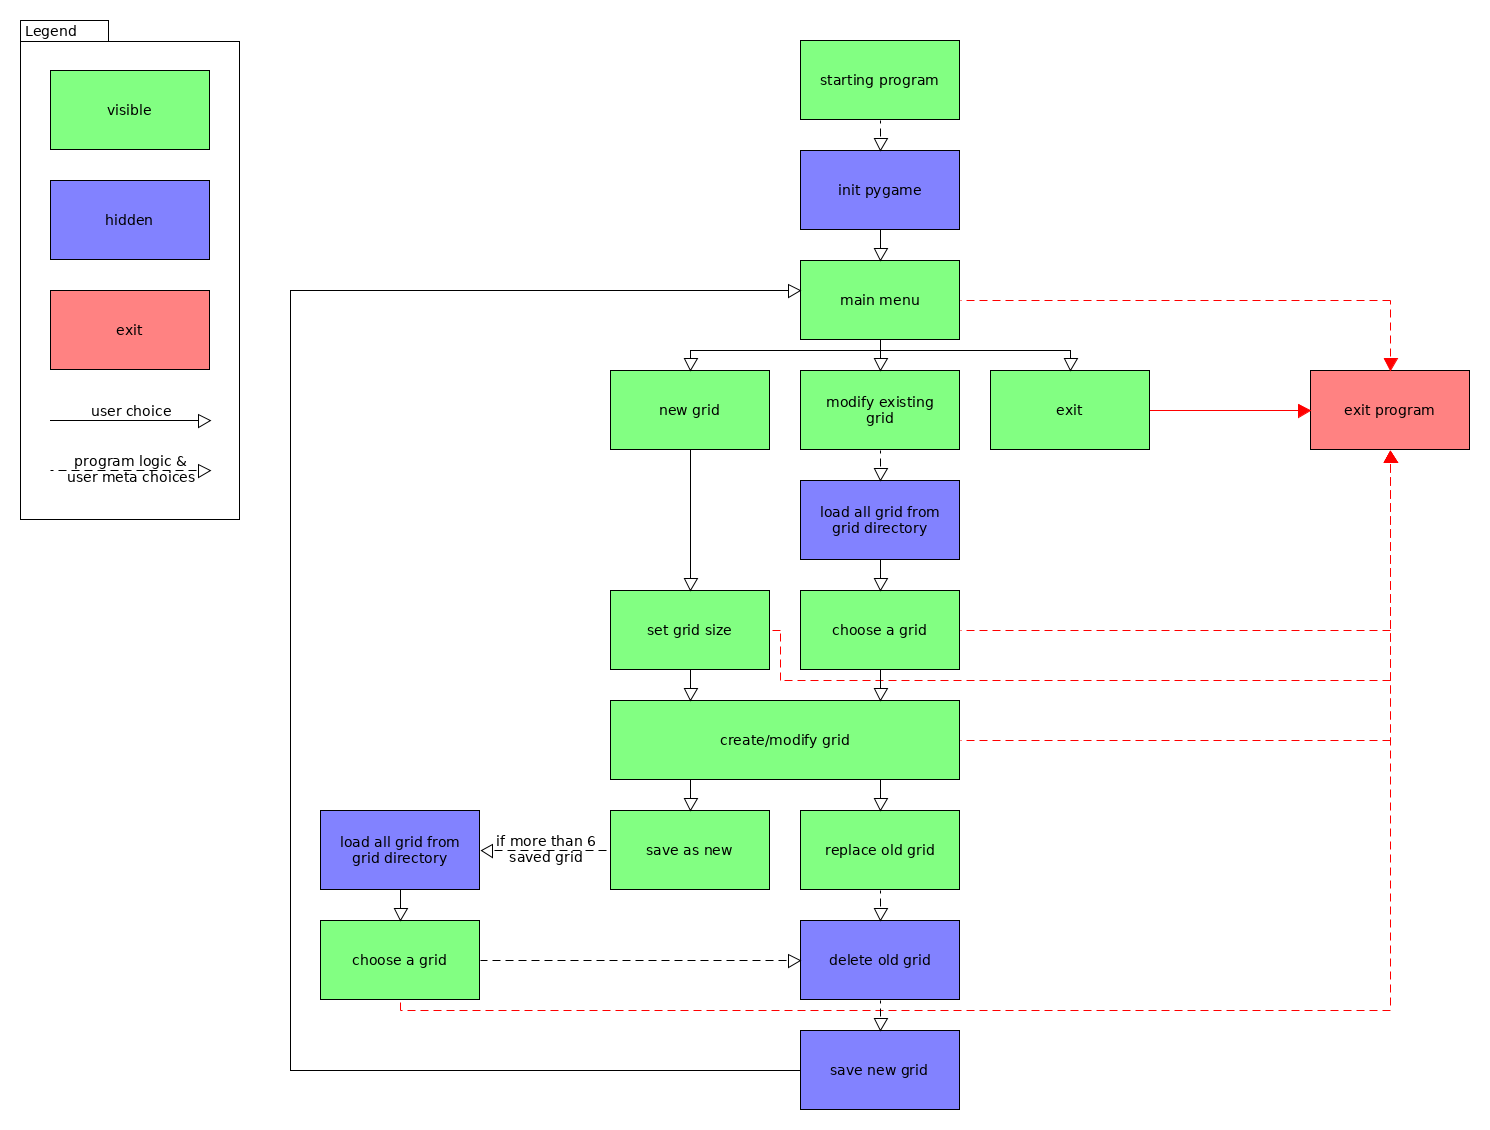 Legend
visible
hidden
exit
user choice
program logic &
user meta choices
starting program
init pygame
main menu
new grid
modify existing
grid
exit
exit program
load all grid from
grid directory
set grid size
choose a grid
create/modify grid
load all grid from
grid directory
if more than 6
saved grid
save as new
replace old grid
choose a grid
delete old grid
save new grid